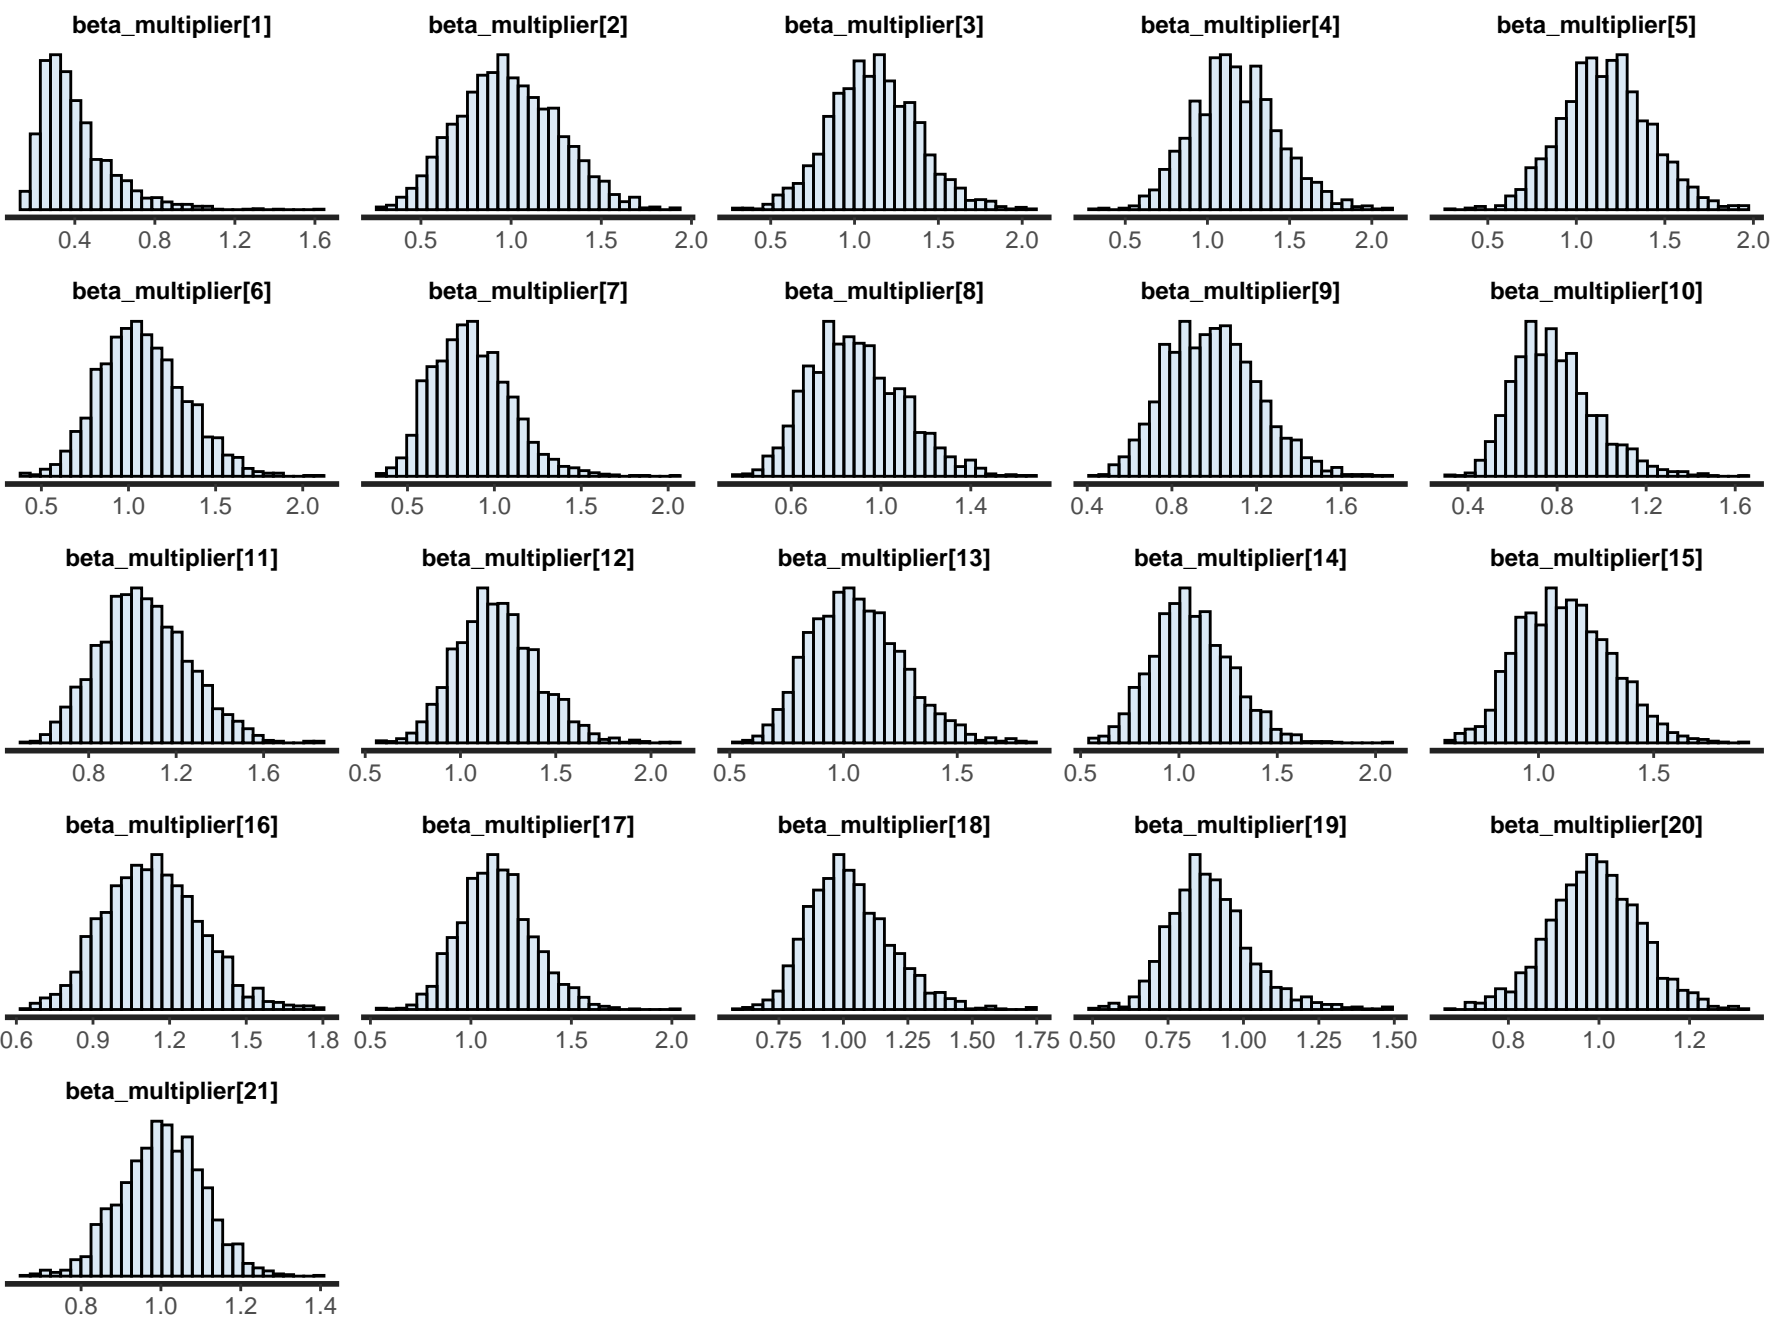 beta_multiplier[1] beta_multiplier[2] beta_multiplier[3] beta_multiplier[4] beta_multiplier[5]
0.4 0.8 1.2 1.6 0.5 1.0 1.5 2.0 0.5 1.0 1.5 2.0 0.5 1.0 1.5 2.0 0.5 1.0 1.5 2.0
beta_multiplier[6] beta_multiplier[7] beta_multiplier[8] beta_multiplier[9] beta_multiplier[10]
0.5 1.0 1.5 2.0 0.5 1.0 1.5 2.0 0.6 1.0 1.4 0.4 0.8 1.2 1.6 0.4 0.8 1.2 1.6
beta_multiplier[11] beta_multiplier[12] beta_multiplier[13] beta_multiplier[14] beta_multiplier[15]
0.8 1.2 1.6 0.5 1.0 1.5 2.0 0.5 1.0 1.5 0.5 1.0 1.5 2.0 1.0 1.5
beta_multiplier[16] beta_multiplier[17] beta_multiplier[18] beta_multiplier[19] beta_multiplier[20]
0.6 0.9 1.2 1.5 1.8 0.5 1.0 1.5 2.0 0.75 1.00 1.25 1.50 1.75 0.50 0.75 1.00 1.25 1.50 0.8 1.0 1.2
beta_multiplier[21]
0.8 1.0 1.2 1.4